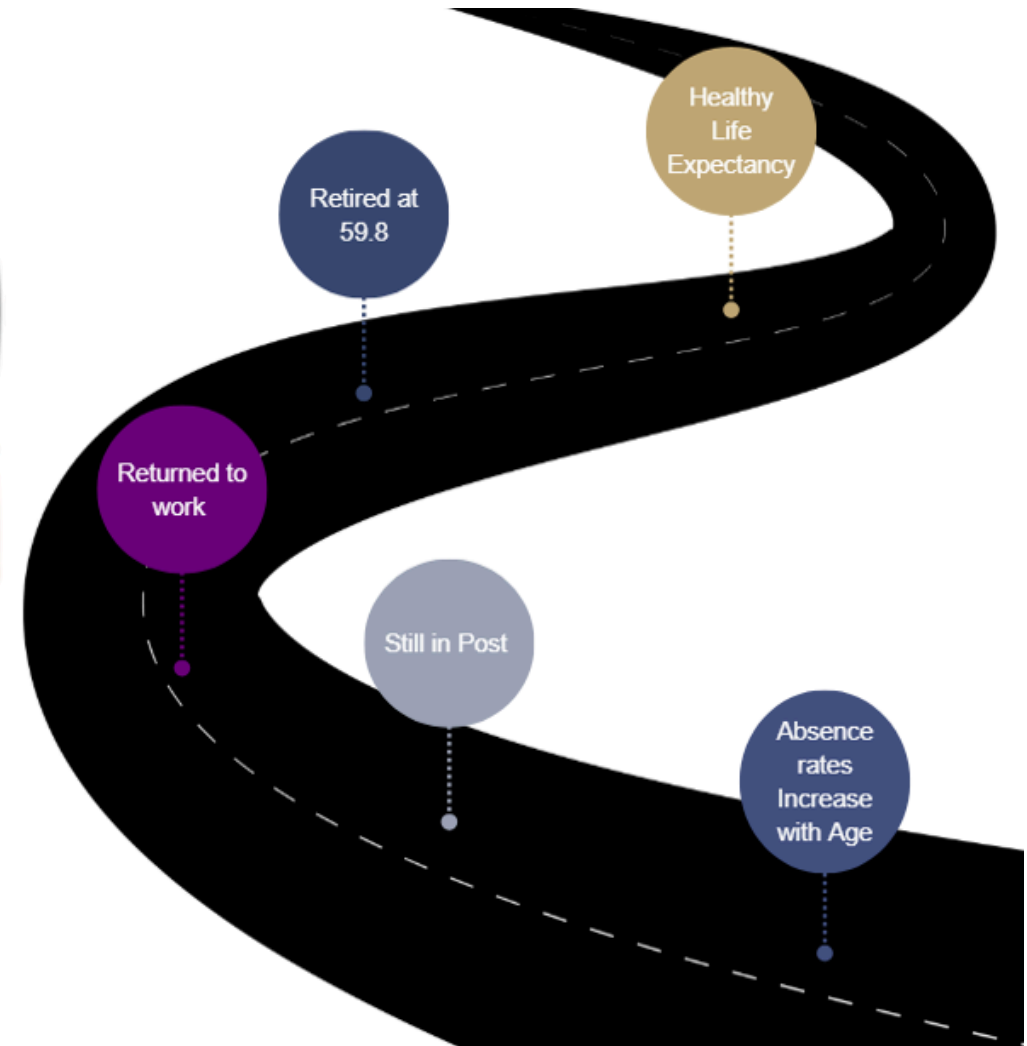 Healthy
Life
Expectancy
Retired at
59.8
Returned to
work
Still in Post
Absence
rates
Increase
with Age